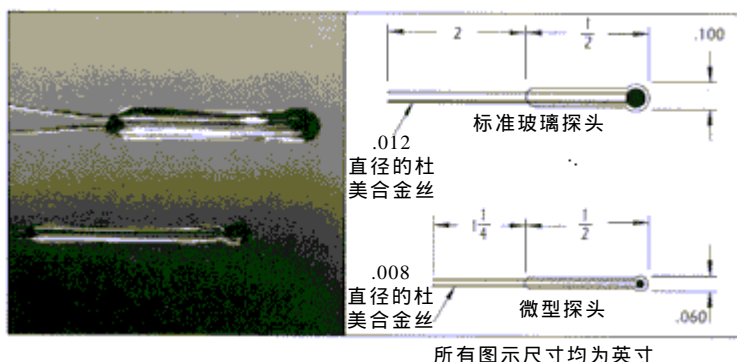 2
1/2
.100
标准玻璃探头
.012
直径的杜
美合金丝
1 1/4
1/2
.008
直径的杜
美合金丝
微型探头
.060
所有图示尺寸均为英寸